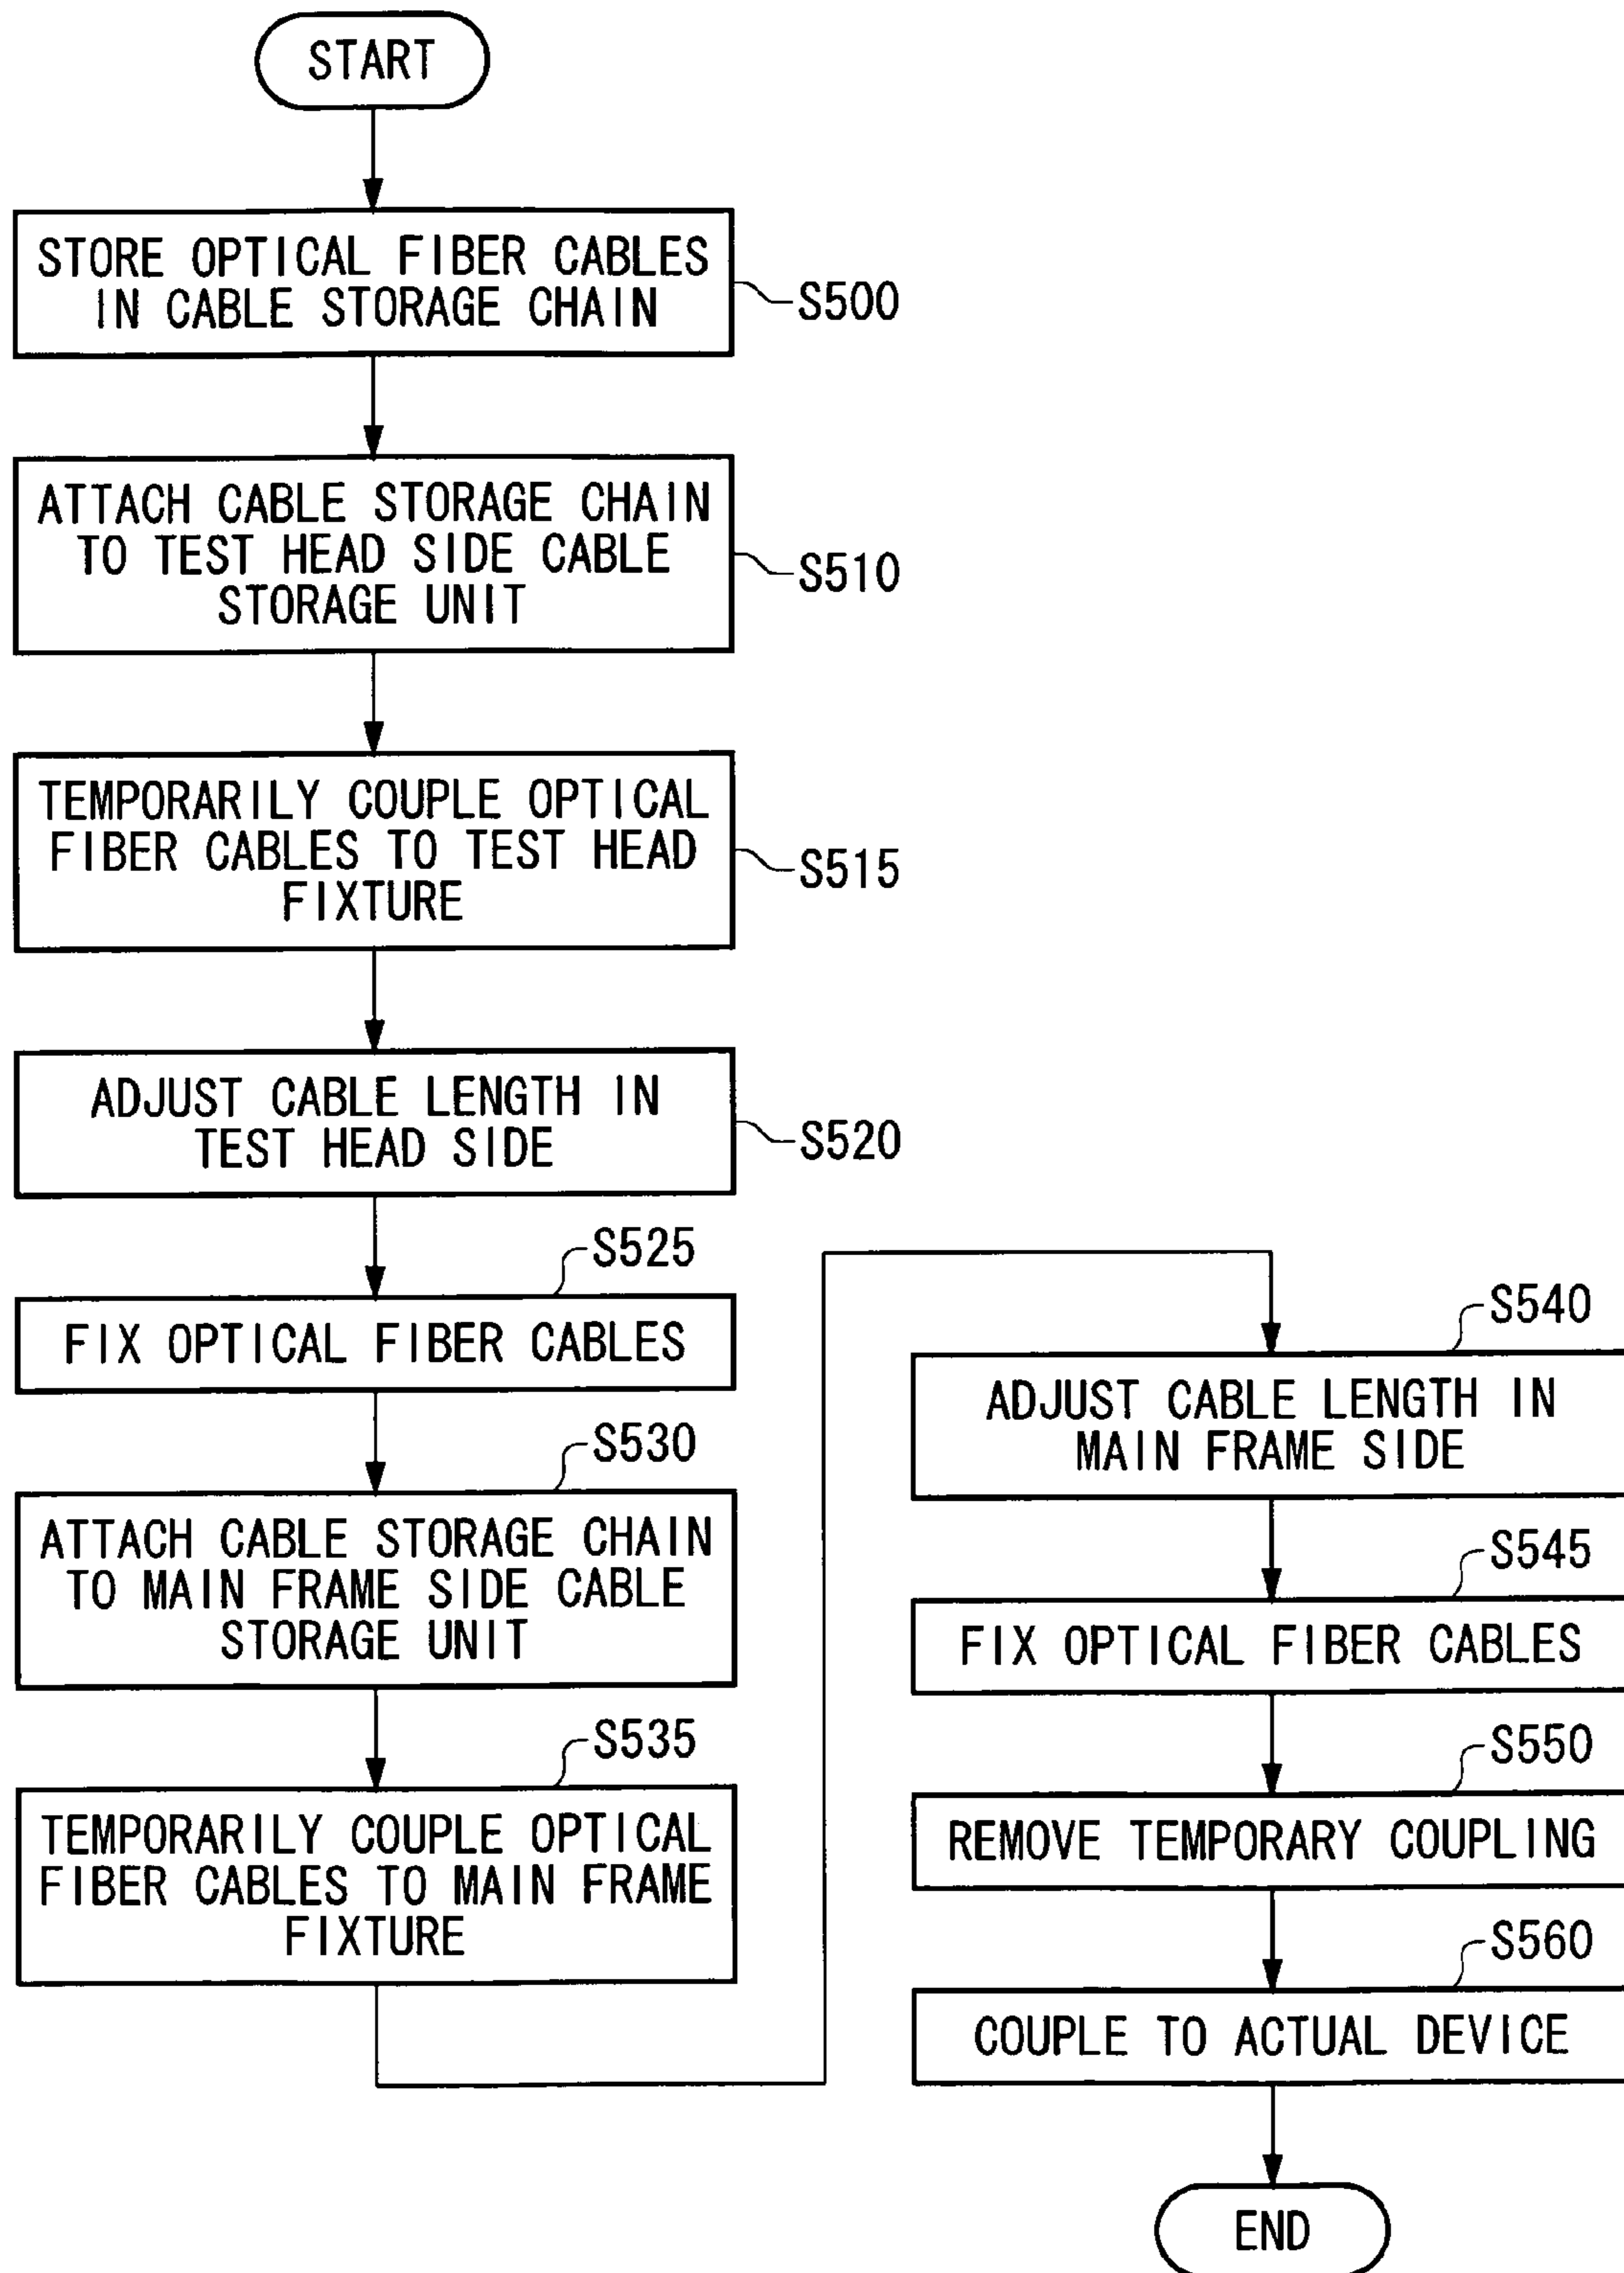 START
STORE OPTICAL FIBER CABLES
IN CABLE STORAGE CHAIN
S500
ATTACH CABLE STORAGE CHAIN
TO TEST HEAD SIDE CABLE
STORAGE UNIT
S510
TEMPORARILY COUPLE OPTICAL
FIBER CABLES TO TEST HEAD
FIXTURE
S515
ADJUST CABLE LENGTH IN
TEST HEAD SIDE
S520
S525
FIX OPTICAL FIBER CABLES
S530
ATTACH CABLE STORAGE CHAIN
TO MAIN FRAME SIDE CABLE
STORAGE UNIT
S535
TEMPORARILY COUPLE OPTICAL
FIBER CABLES TO MAIN FRAME
FIXTURE
S540
ADJUST CABLE LENGTH IN
MAIN FRAME SIDE
S545
FIX OPTICAL FIBER CABLES
S550
REMOVE TEMPORARY COUPLING
S560
COUPLE TO ACTUAL DEVICE
END